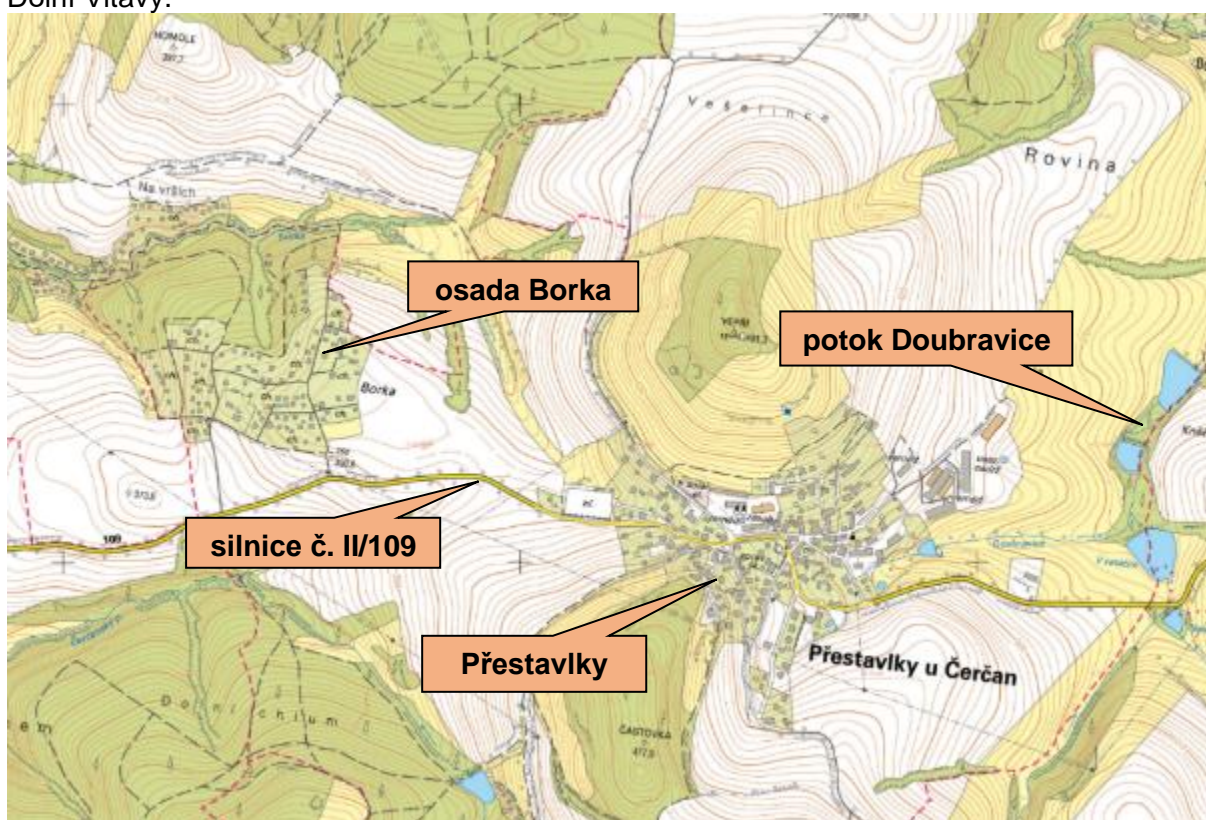 Dolní Vltavy.
HOMOLE
Vešelince
Rovina
Na vrších
osada Borka
potok Doubravice
Borka
silnice č. II/109
109
Přestavlky
Přestavlky u Čerčan
Dolní chlum
ČASTOVKA